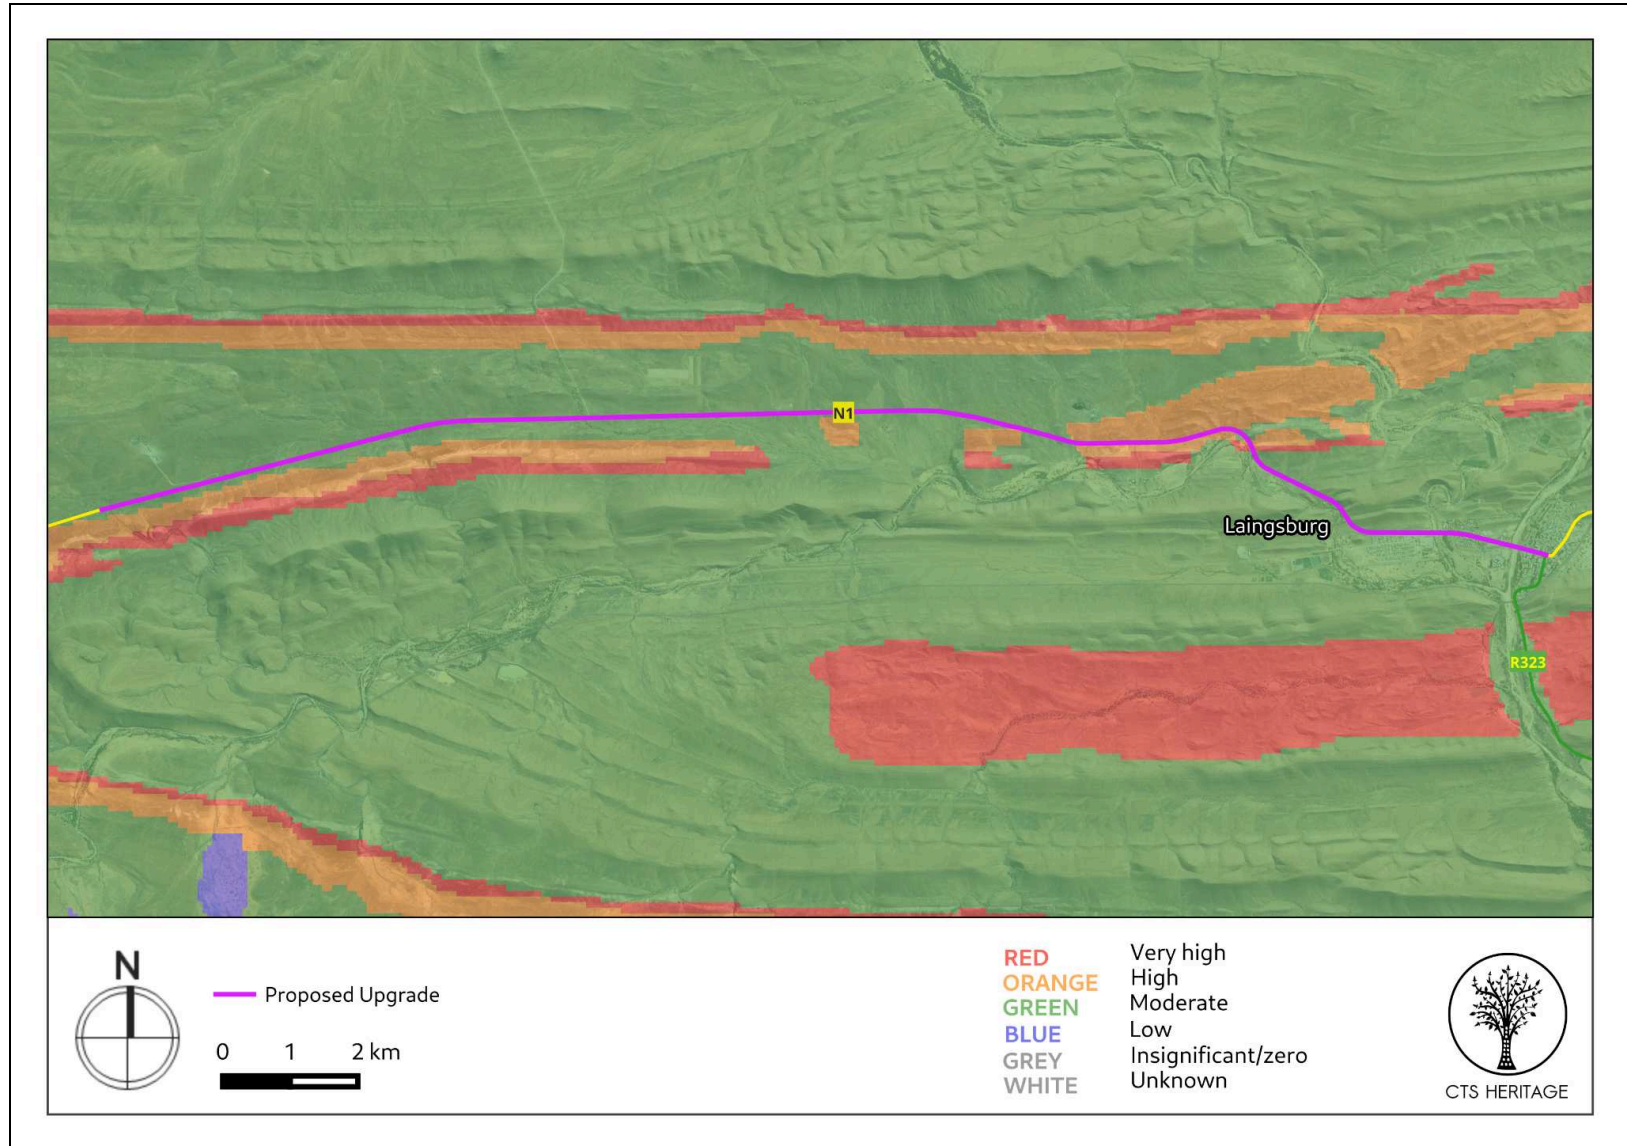 N1
Laingsburg
R323
N
Proposed Upgrade
0 1 2 km
RED Very high
ORANGE High
GREEN Moderate
BLUE Low
GREY Insignificant/zero
WHITE Unknown
CTS HERITAGE